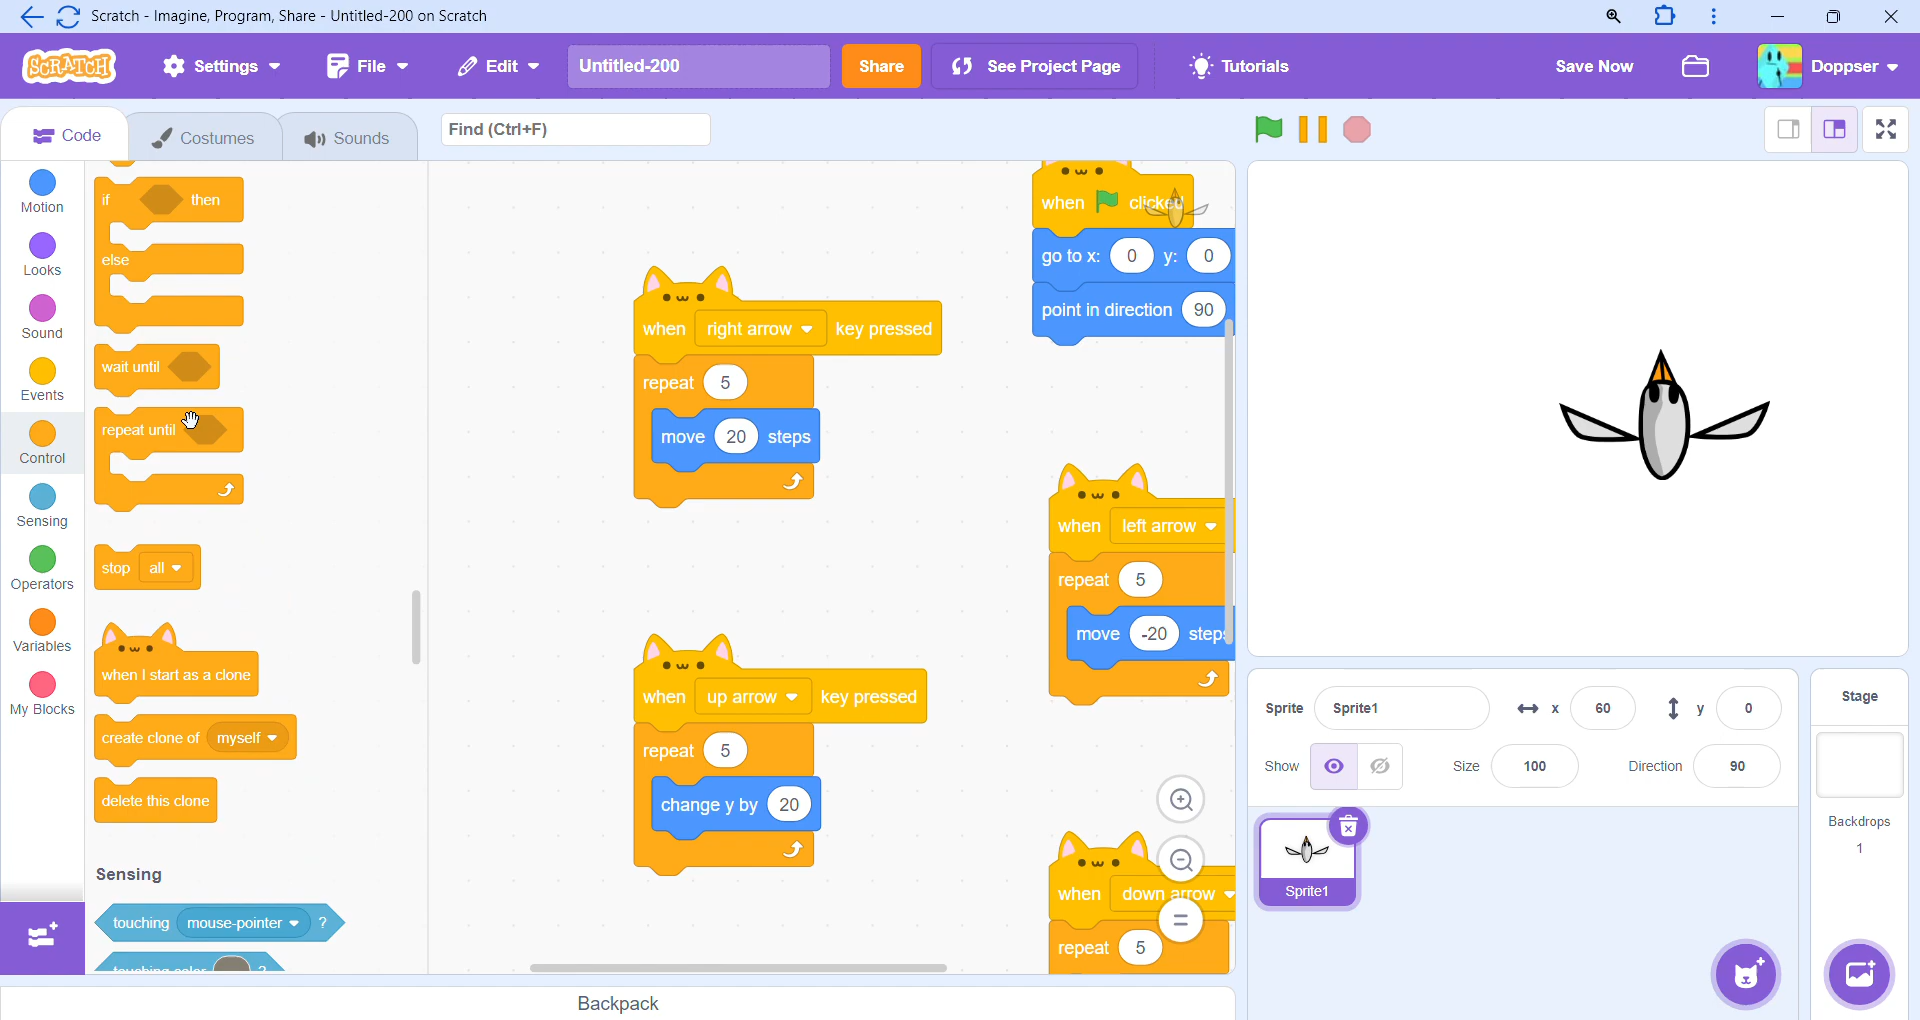 Scratch - Imagine, Program, Share - Untitled-200 on Scratch
SCRATCH
Settings
File
Edit
Untitled-200
Share
See Project Page
Tutorials
Save Now
Doppser
Code
Costumes
Sounds
Find (Ctrl+F)
Motion
Looks
Sound
Events
Control
Sensing
Operators
Variables
My Blocks
if then
else
wait until
repeat until
stop all
when I start as a clone
create clone of myself
delete this clone
Sensing
touching mouse-pointer ?
touching color ?
when right arrow key pressed
repeat 5
move 20 steps
when up arrow key pressed
repeat 5
change y by 20
when clicked
go to x: 0 y: 0
point in direction 90
when left arrow
repeat 5
move -20 steps
when down arrow
repeat 5
=
Backpack
Sprite Sprite1 x 60 y 0
Show Size 100 Direction 90
Sprite1
Stage
Backdrops
1